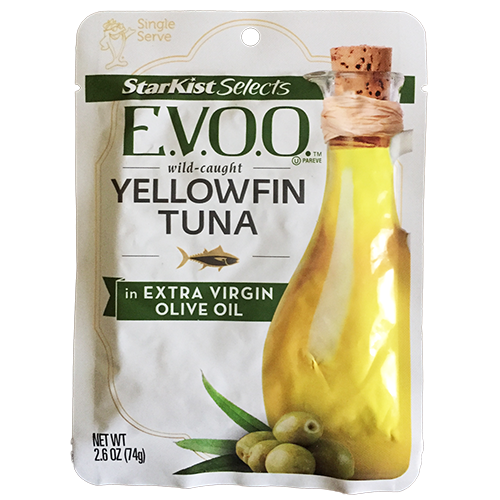 Single
Serve
StarKist Selects
E.V.O.O.™
U PAREVE
wild-caught
YELLOWFIN
TUNA
in EXTRA VIRGIN
OLIVE OIL
NET WT
2.6 OZ (74g)